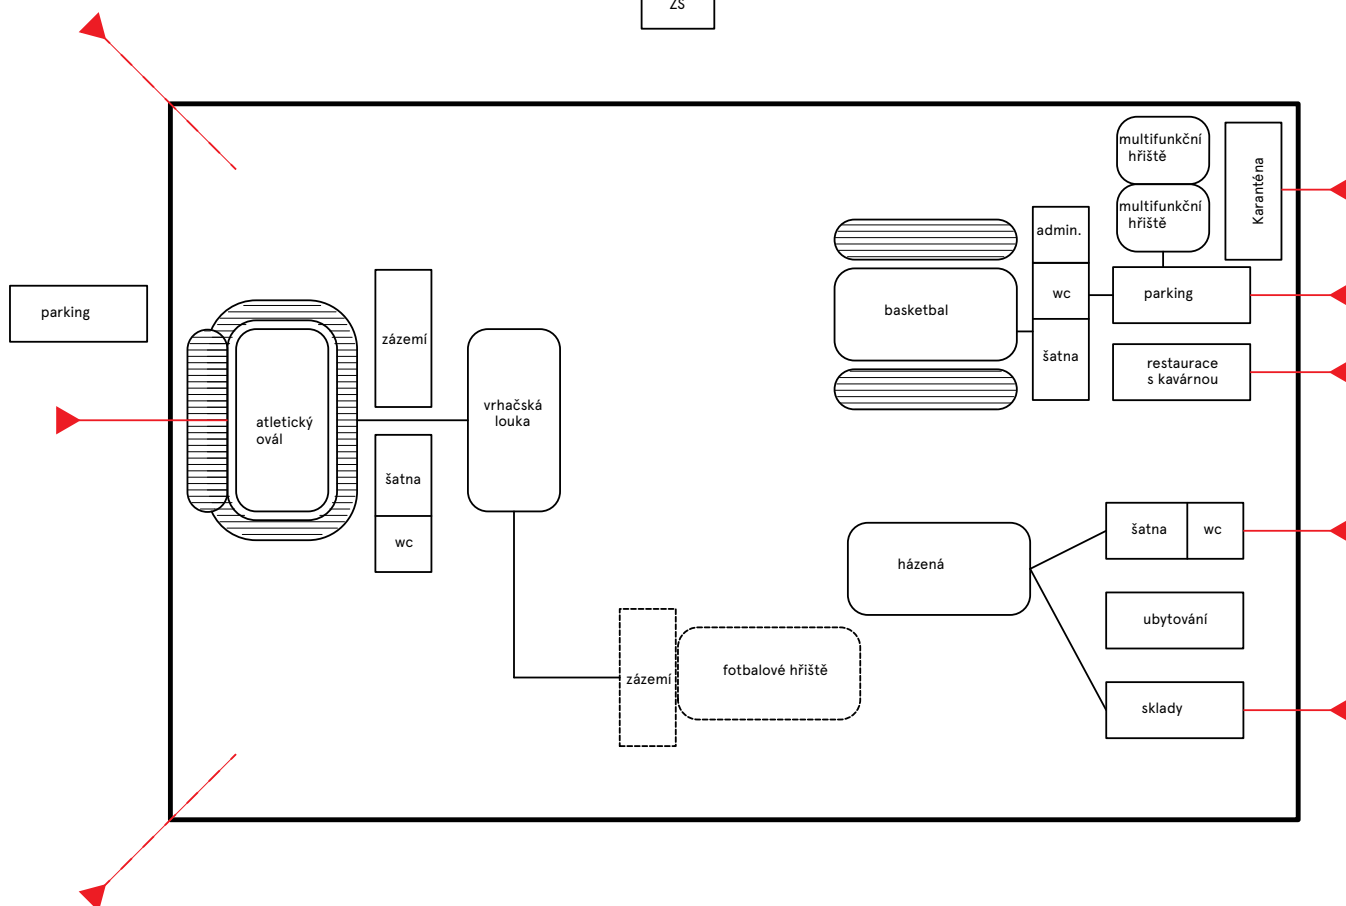 ZŠ
multifunkční
hřiště
multifunkční
hřiště
Karanténa
admin.
wc
šatna
parking
basketbal
restaurace
s kavárnou
parking
zázemí
atletický
ovál
vrhačská
louka
šatna
wc
šatna
wc
házená
ubytování
zázemí
fotbalové hřiště
sklady